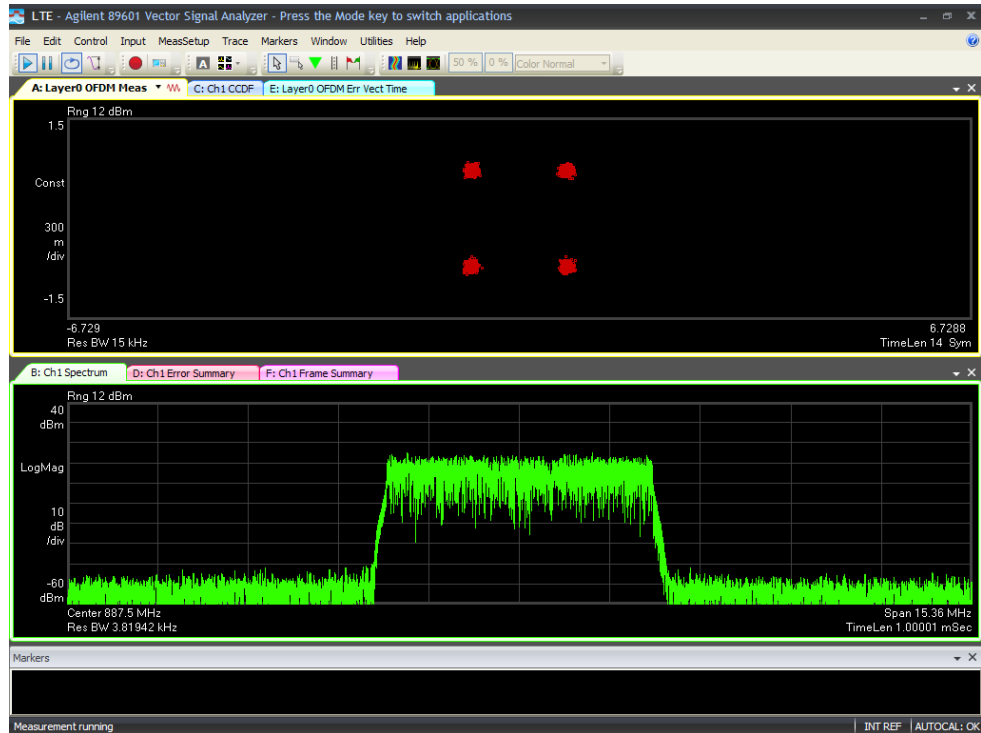 LTE - Agilent 89601 Vector Signal Analyzer - Press the Mode key to switch applications
File Edit Control Input MeasSetup Trace Markers Window Utilities Help
A 50 % 0 % Color Normal
A: Layer0 OFDM Meas C: Ch1 CCDF E: Layer0 OFDM Err Vect Time
Rng 12 dBm
1.5
Const
300
m
/div
-1.5
-6.729 6.7288
Res BW 15 kHz TimeLen 14 Sym
B: Ch1 Spectrum D: Ch1 Error Summary F: Ch1 Frame Summary
Rng 12 dBm
40
dBm
LogMag
10
dB
/div
-60
dBm
Center 887.5 MHz Span 15.36 MHz
Res BW 3.81942 kHz TimeLen 1.00001 mSec
Markers
Measurement running INT REF AUTOCAL: OK